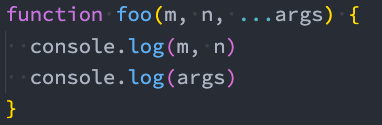 function foo(m, n, ...args) {
  console.log(m, n)
  console.log(args)
}